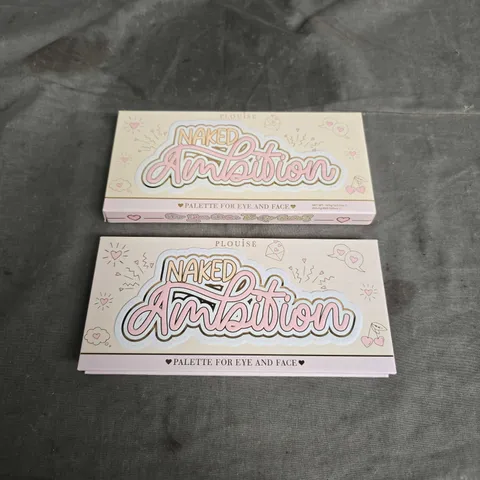 PLOUISE
NAKED
Ambition
PALETTE FOR EYE AND FACE
PLOUISE
NAKED
Ambition
PALETTE FOR EYE AND FACE